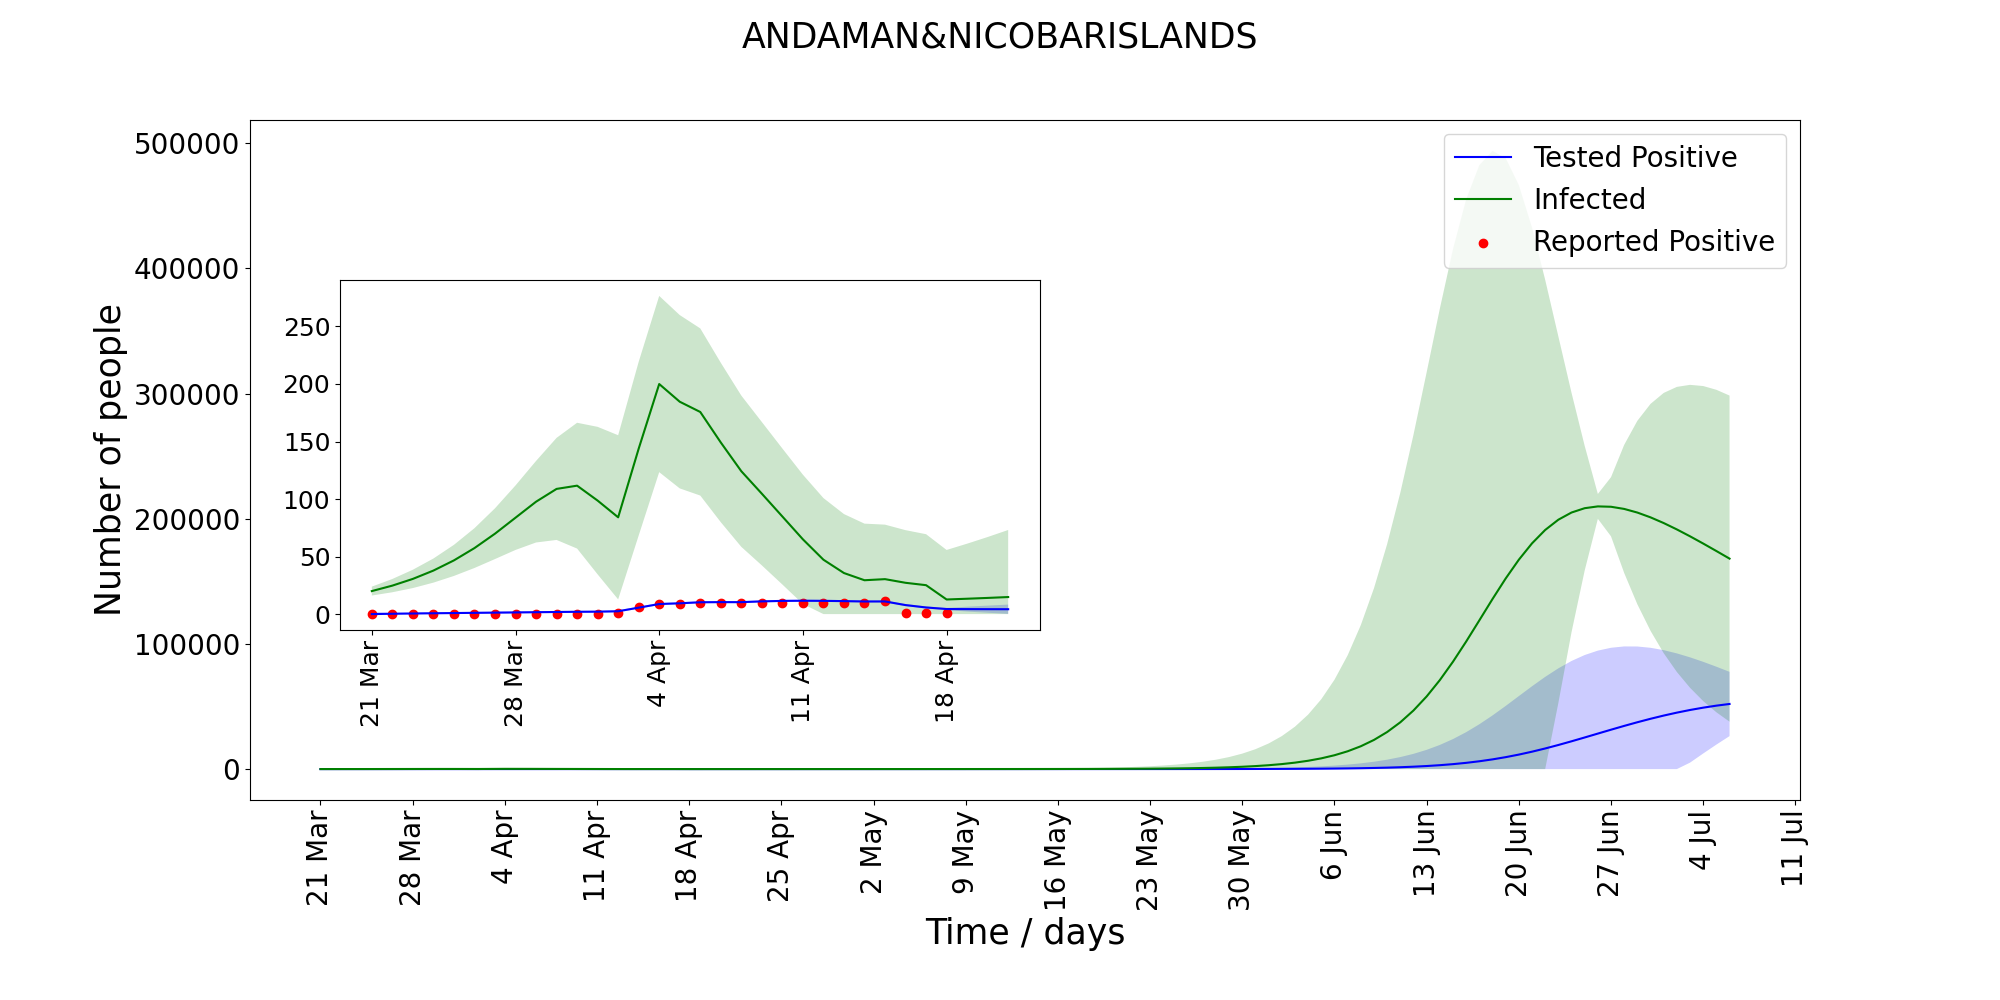 ANDAMAN&NICOBARISLANDS
Number of people
500000
400000
300000
200000
100000
0
Tested Positive
Infected
Reported Positive
250
200
150
100
50
0
21 Mar
28 Mar
4 Apr
11 Apr
18 Apr
21 Mar
28 Mar
4 Apr
11 Apr
18 Apr
25 Apr
2 May
9 May
16 May
23 May
30 May
6 Jun
13 Jun
20 Jun
27 Jun
4 Jul
11 Jul
Time / days